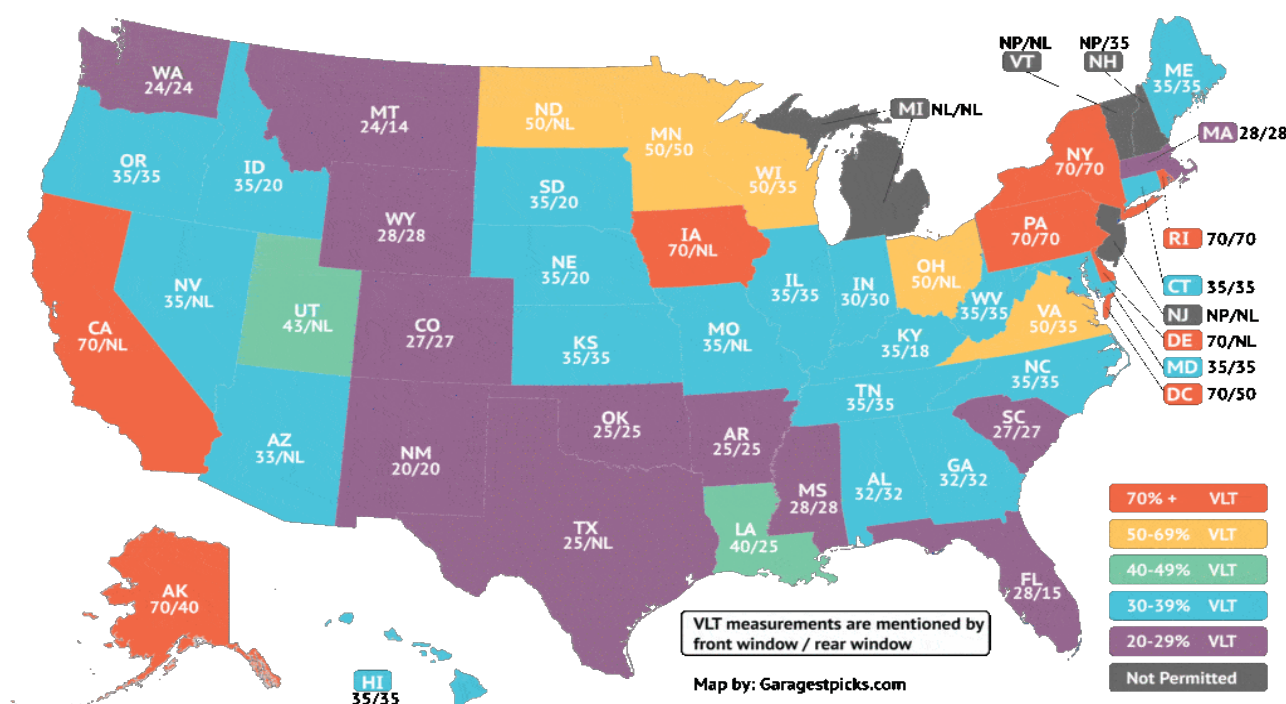 NP/NL
VT
NP/35
NH
ME
35/35
WA
24/24
MT
24/14
ND
50/NL
MN
50/50
MI NL/NL
MA 28/28
OR
35/35
ID
35/20
SD
35/20
WI
50/35
NY
70/70
WY
28/28
IA
70/NL
PA
70/70
RI 70/70
NV
35/NL
UT
43/NL
NE
35/20
IL
35/35
IN
30/30
OH
50/NL
WV
35/35
VA
50/35
CT 35/35
NJ NP/NL
CA
70/NL
CO
27/27
KS
35/35
MO
35/NL
KY
35/18
DE 70/NL
MD 35/35
DC 70/50
NC
35/35
TN
35/35
AZ
33/NL
NM
20/20
OK
25/25
AR
25/25
SC
27/27
MS
28/28
AL
32/32
GA
32/32
TX
25/NL
LA
40/25
FL
28/15
AK
70/40
HI
35/35
70% + VLT
50-69% VLT
40-49% VLT
30-39% VLT
20-29% VLT
Not Permitted
VLT measurements are mentioned by
front window / rear window
Map by: Garagestpicks.com